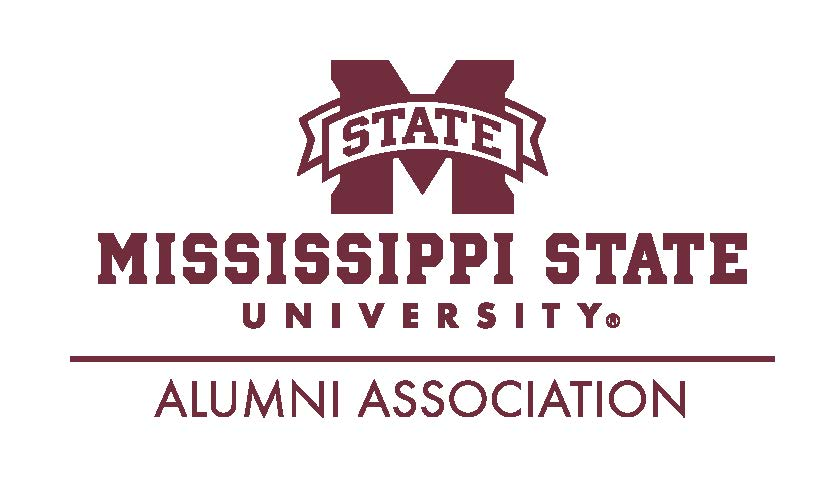 M
STATE
MISSISSIPPI STATE
UNIVERSITY®
ALUMNI ASSOCIATION